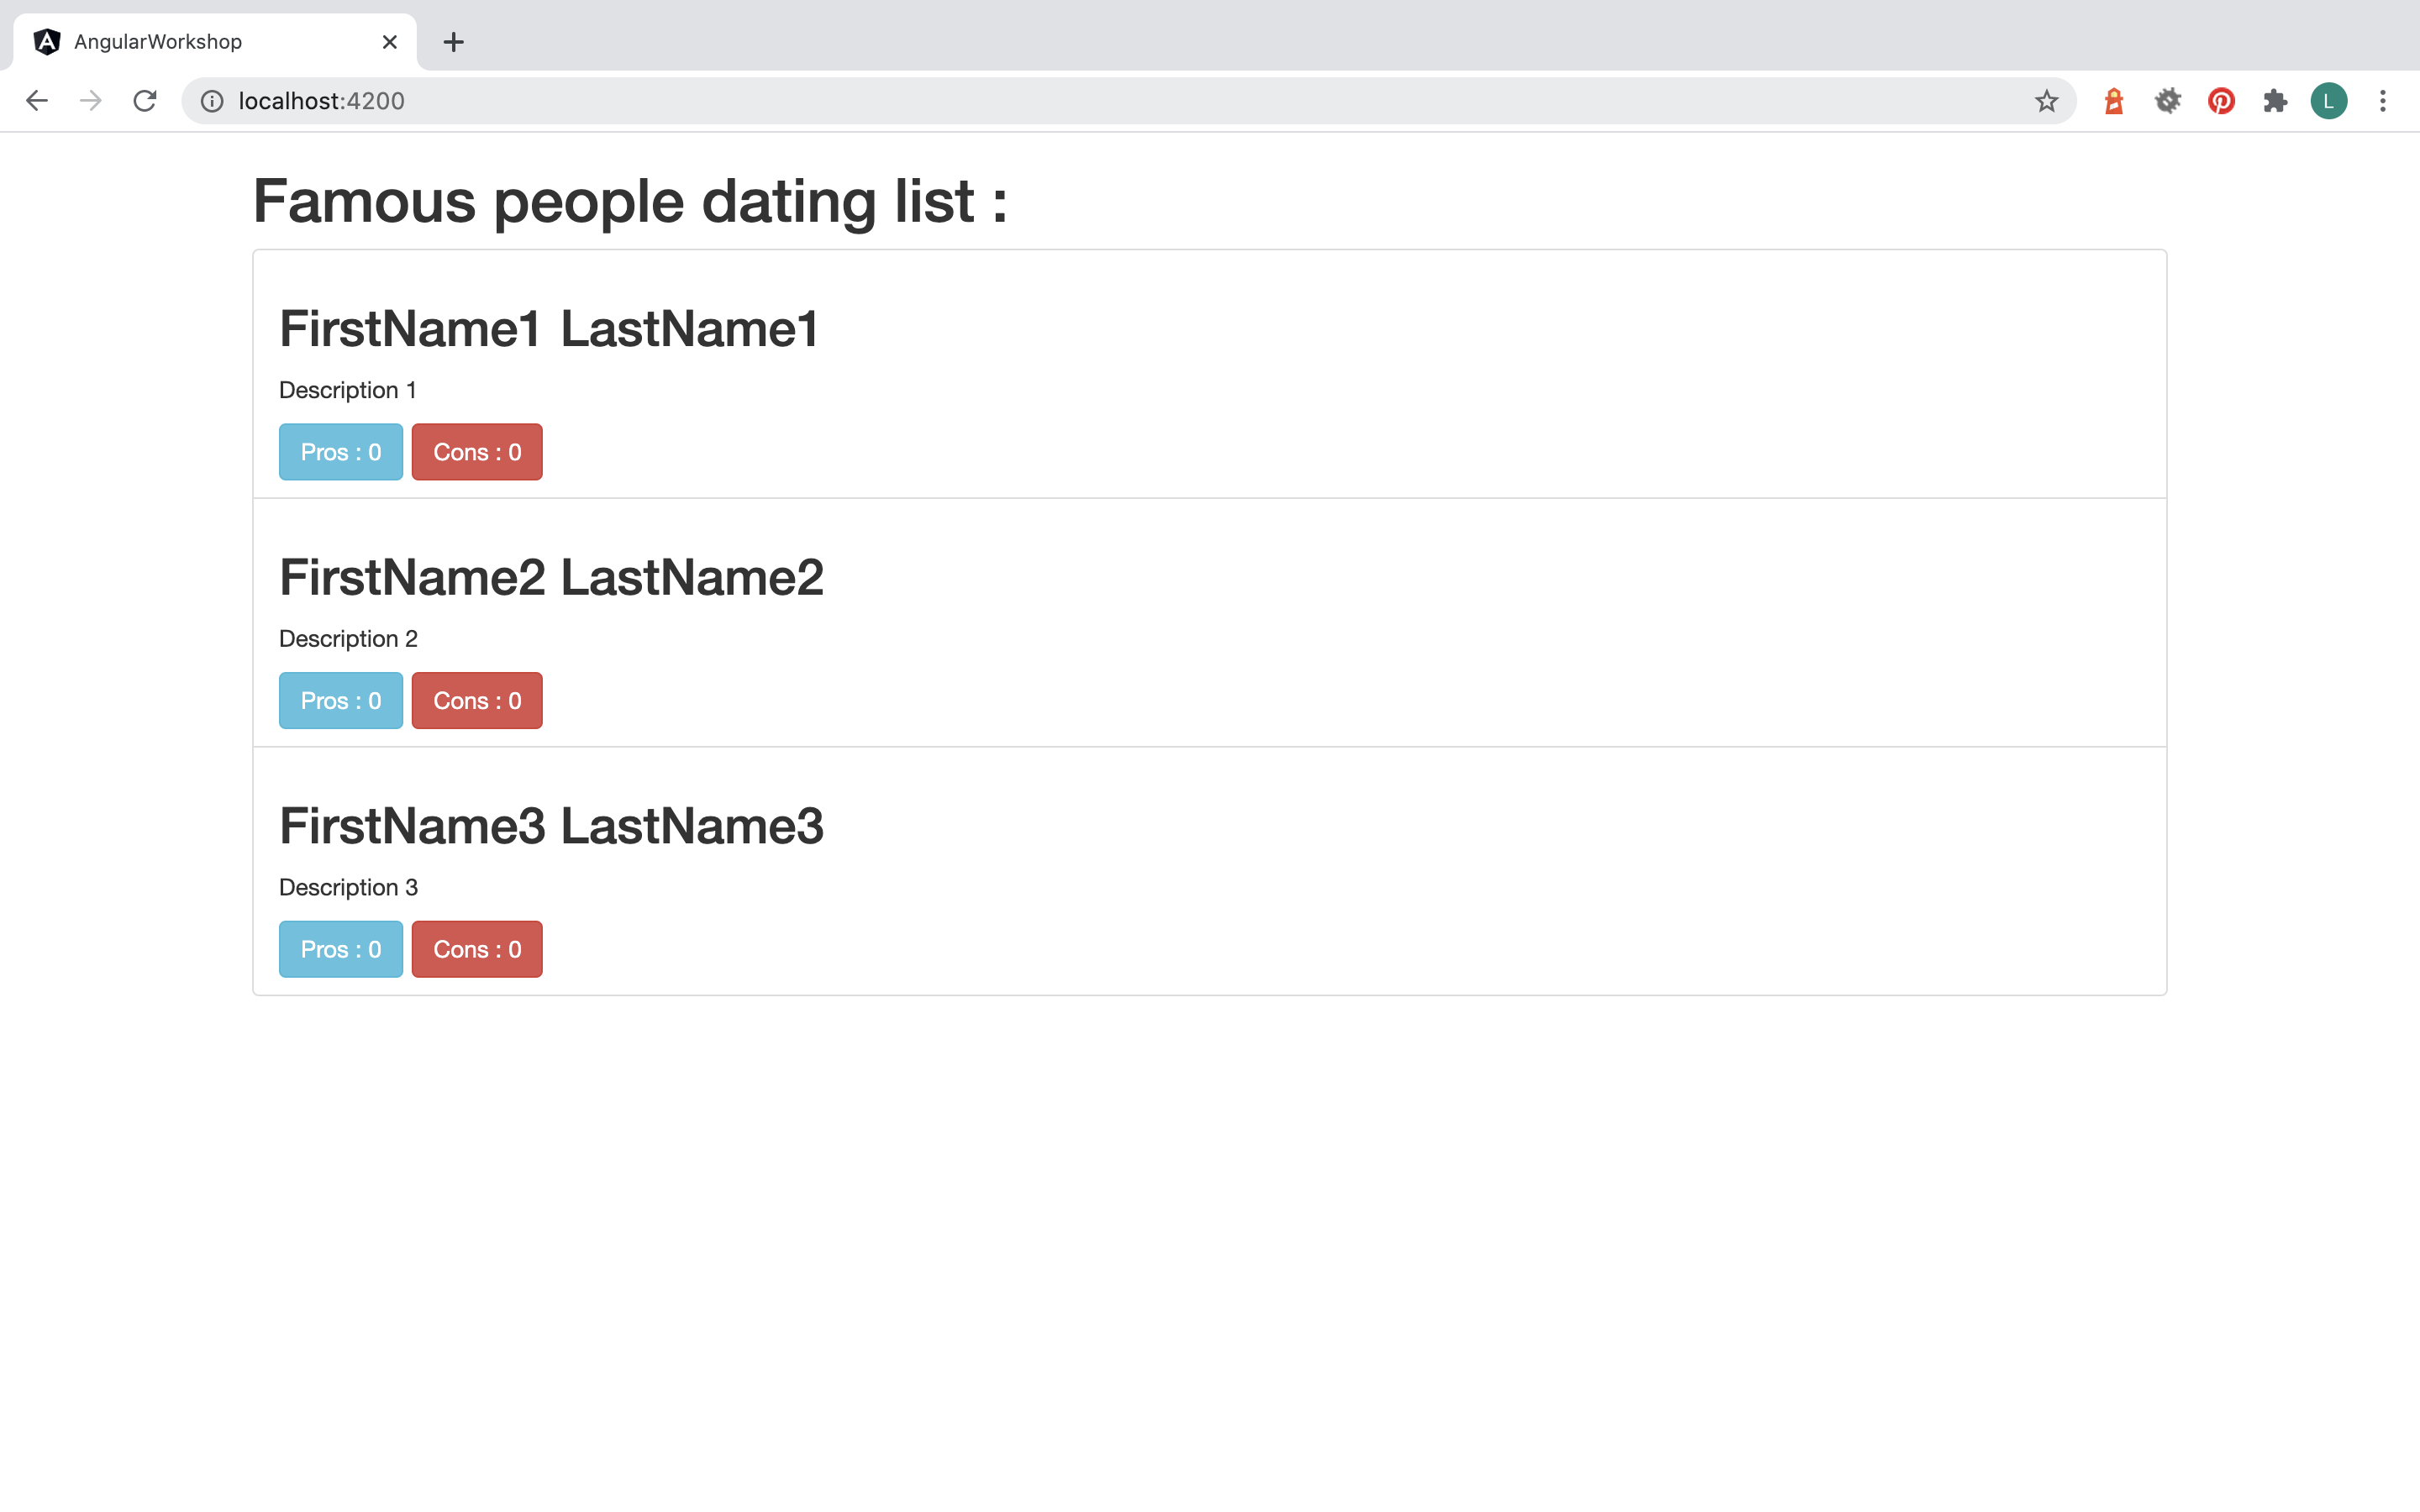 AngularWorkshop
localhost:4200
L
Famous people dating list :
FirstName1 LastName1
Description 1
Pros : 0 Cons : 0
FirstName2 LastName2
Description 2
Pros : 0 Cons : 0
FirstName3 LastName3
Description 3
Pros : 0 Cons : 0